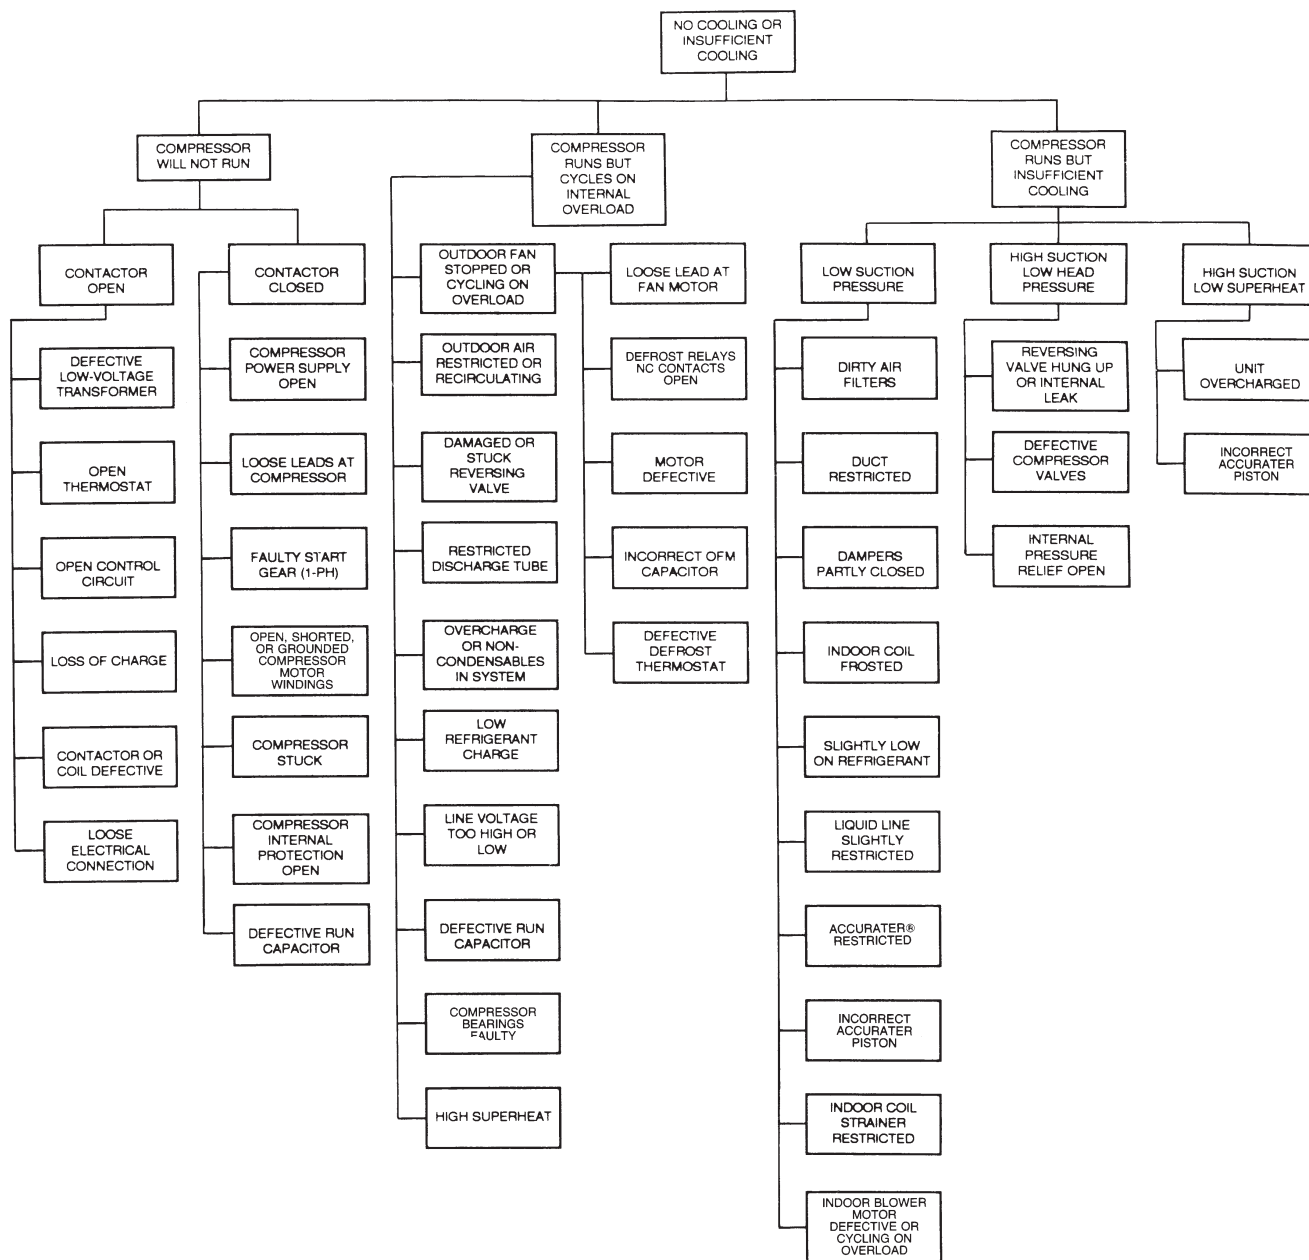 NO COOLING OR
INSUFFICIENT
COOLING
COMPRESSOR
WILL NOT RUN
COMPRESSOR
RUNS BUT
CYCLES ON
INTERNAL
OVERLOAD
COMPRESSOR
RUNS BUT
INSUFFICIENT
COOLING
CONTACTOR
OPEN
DEFECTIVE
LOW-VOLTAGE
TRANSFORMER
OPEN
THERMOSTAT
OPEN CONTROL
CIRCUIT
LOSS OF CHARGE
CONTACTOR OR
COIL DEFECTIVE
LOOSE
ELECTRICAL
CONNECTION
CONTACTOR
CLOSED
COMPRESSOR
POWER SUPPLY
OPEN
LOOSE LEADS AT
COMPRESSOR
FAULTY START
GEAR (1-PH)
OPEN, SHORTED,
OR GROUNDED
COMPRESSOR
MOTOR
WINDINGS
COMPRESSOR
STUCK
COMPRESSOR
INTERNAL
PROTECTION
OPEN
DEFECTIVE RUN
CAPACITOR
OUTDOOR FAN
STOPPED OR
CYCLING ON
OVERLOAD
OUTDOOR AIR
RESTRICTED OR
RECIRCULATING
DAMAGED OR
STUCK
REVERSING
VALVE
RESTRICTED
DISCHARGE TUBE
OVERCHARGE
OR NON-
CONDENSABLES
IN SYSTEM
LOW
REFRIGERANT
CHARGE
LINE VOLTAGE
TOO HIGH OR
LOW
DEFECTIVE RUN
CAPACITOR
COMPRESSOR
BEARINGS
FAULTY
HIGH SUPERHEAT
LOOSE LEAD AT
FAN MOTOR
DEFROST RELAYS
NC CONTACTS
OPEN
MOTOR
DEFECTIVE
INCORRECT OFM
CAPACITOR
DEFECTIVE
DEFROST
THERMOSTAT
LOW SUCTION
PRESSURE
DIRTY AIR
FILTERS
DUCT
RESTRICTED
DAMPERS
PARTLY CLOSED
INDOOR COIL
FROSTED
SLIGHTLY LOW
ON REFRIGERANT
LIQUID LINE
SLIGHTLY
RESTRICTED
ACCURATER®
RESTRICTED
INCORRECT
ACCURATER
PISTON
INDOOR COIL
STRAINER
RESTRICTED
INDOOR BLOWER
MOTOR
DEFECTIVE OR
CYCLING ON
OVERLOAD
HIGH SUCTION
LOW HEAD
PRESSURE
REVERSING
VALVE HUNG UP
OR INTERNAL
LEAK
DEFECTIVE
COMPRESSOR
VALVES
INTERNAL
PRESSURE
RELIEF OPEN
HIGH SUCTION
LOW SUPERHEAT
UNIT
OVERCHARGED
INCORRECT
ACCURATER
PISTON